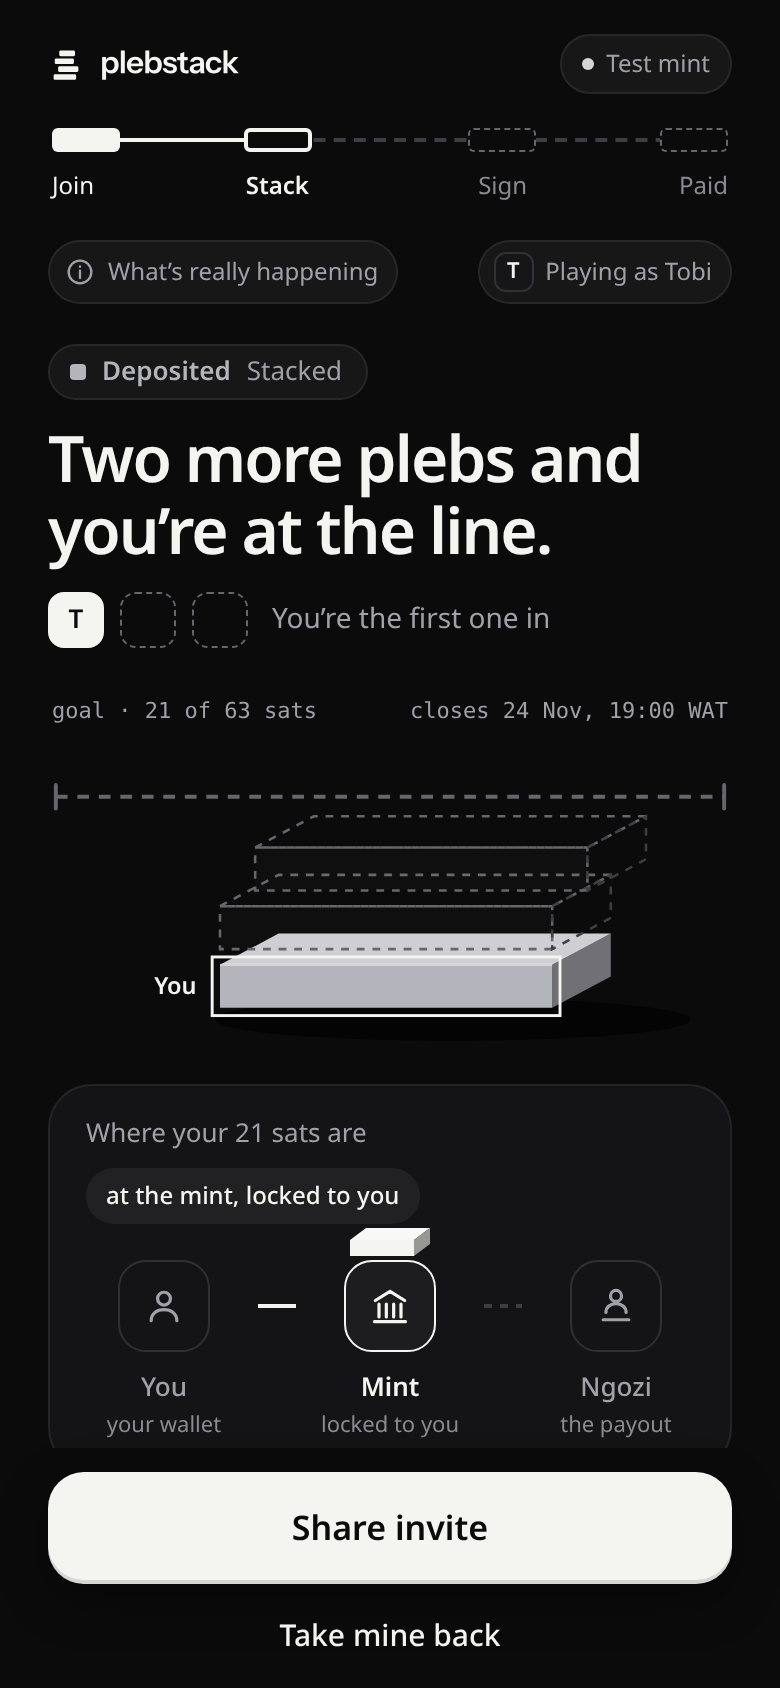 plebstack
Test mint
Join Stack Sign Paid
What’s really happening
T Playing as Tobi
Deposited Stacked
Two more plebs and
you’re at the line.
T You’re the first one in
goal · 21 of 63 sats closes 24 Nov, 19:00 WAT
You
Where your 21 sats are
at the mint, locked to you
You Mint Ngozi
your wallet locked to you the payout
Share invite
Take mine back